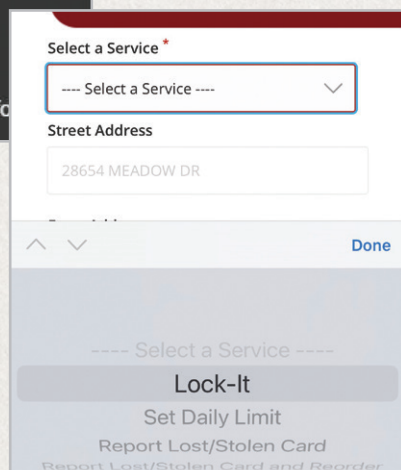 Select a Service *
---- Select a Service ----
Street Address
28654 MEADOW DR
Done
---- Select a Service ----
Lock-It
Set Daily Limit
Report Lost/Stolen Card
Report Lost/Stolen Card and Reorder